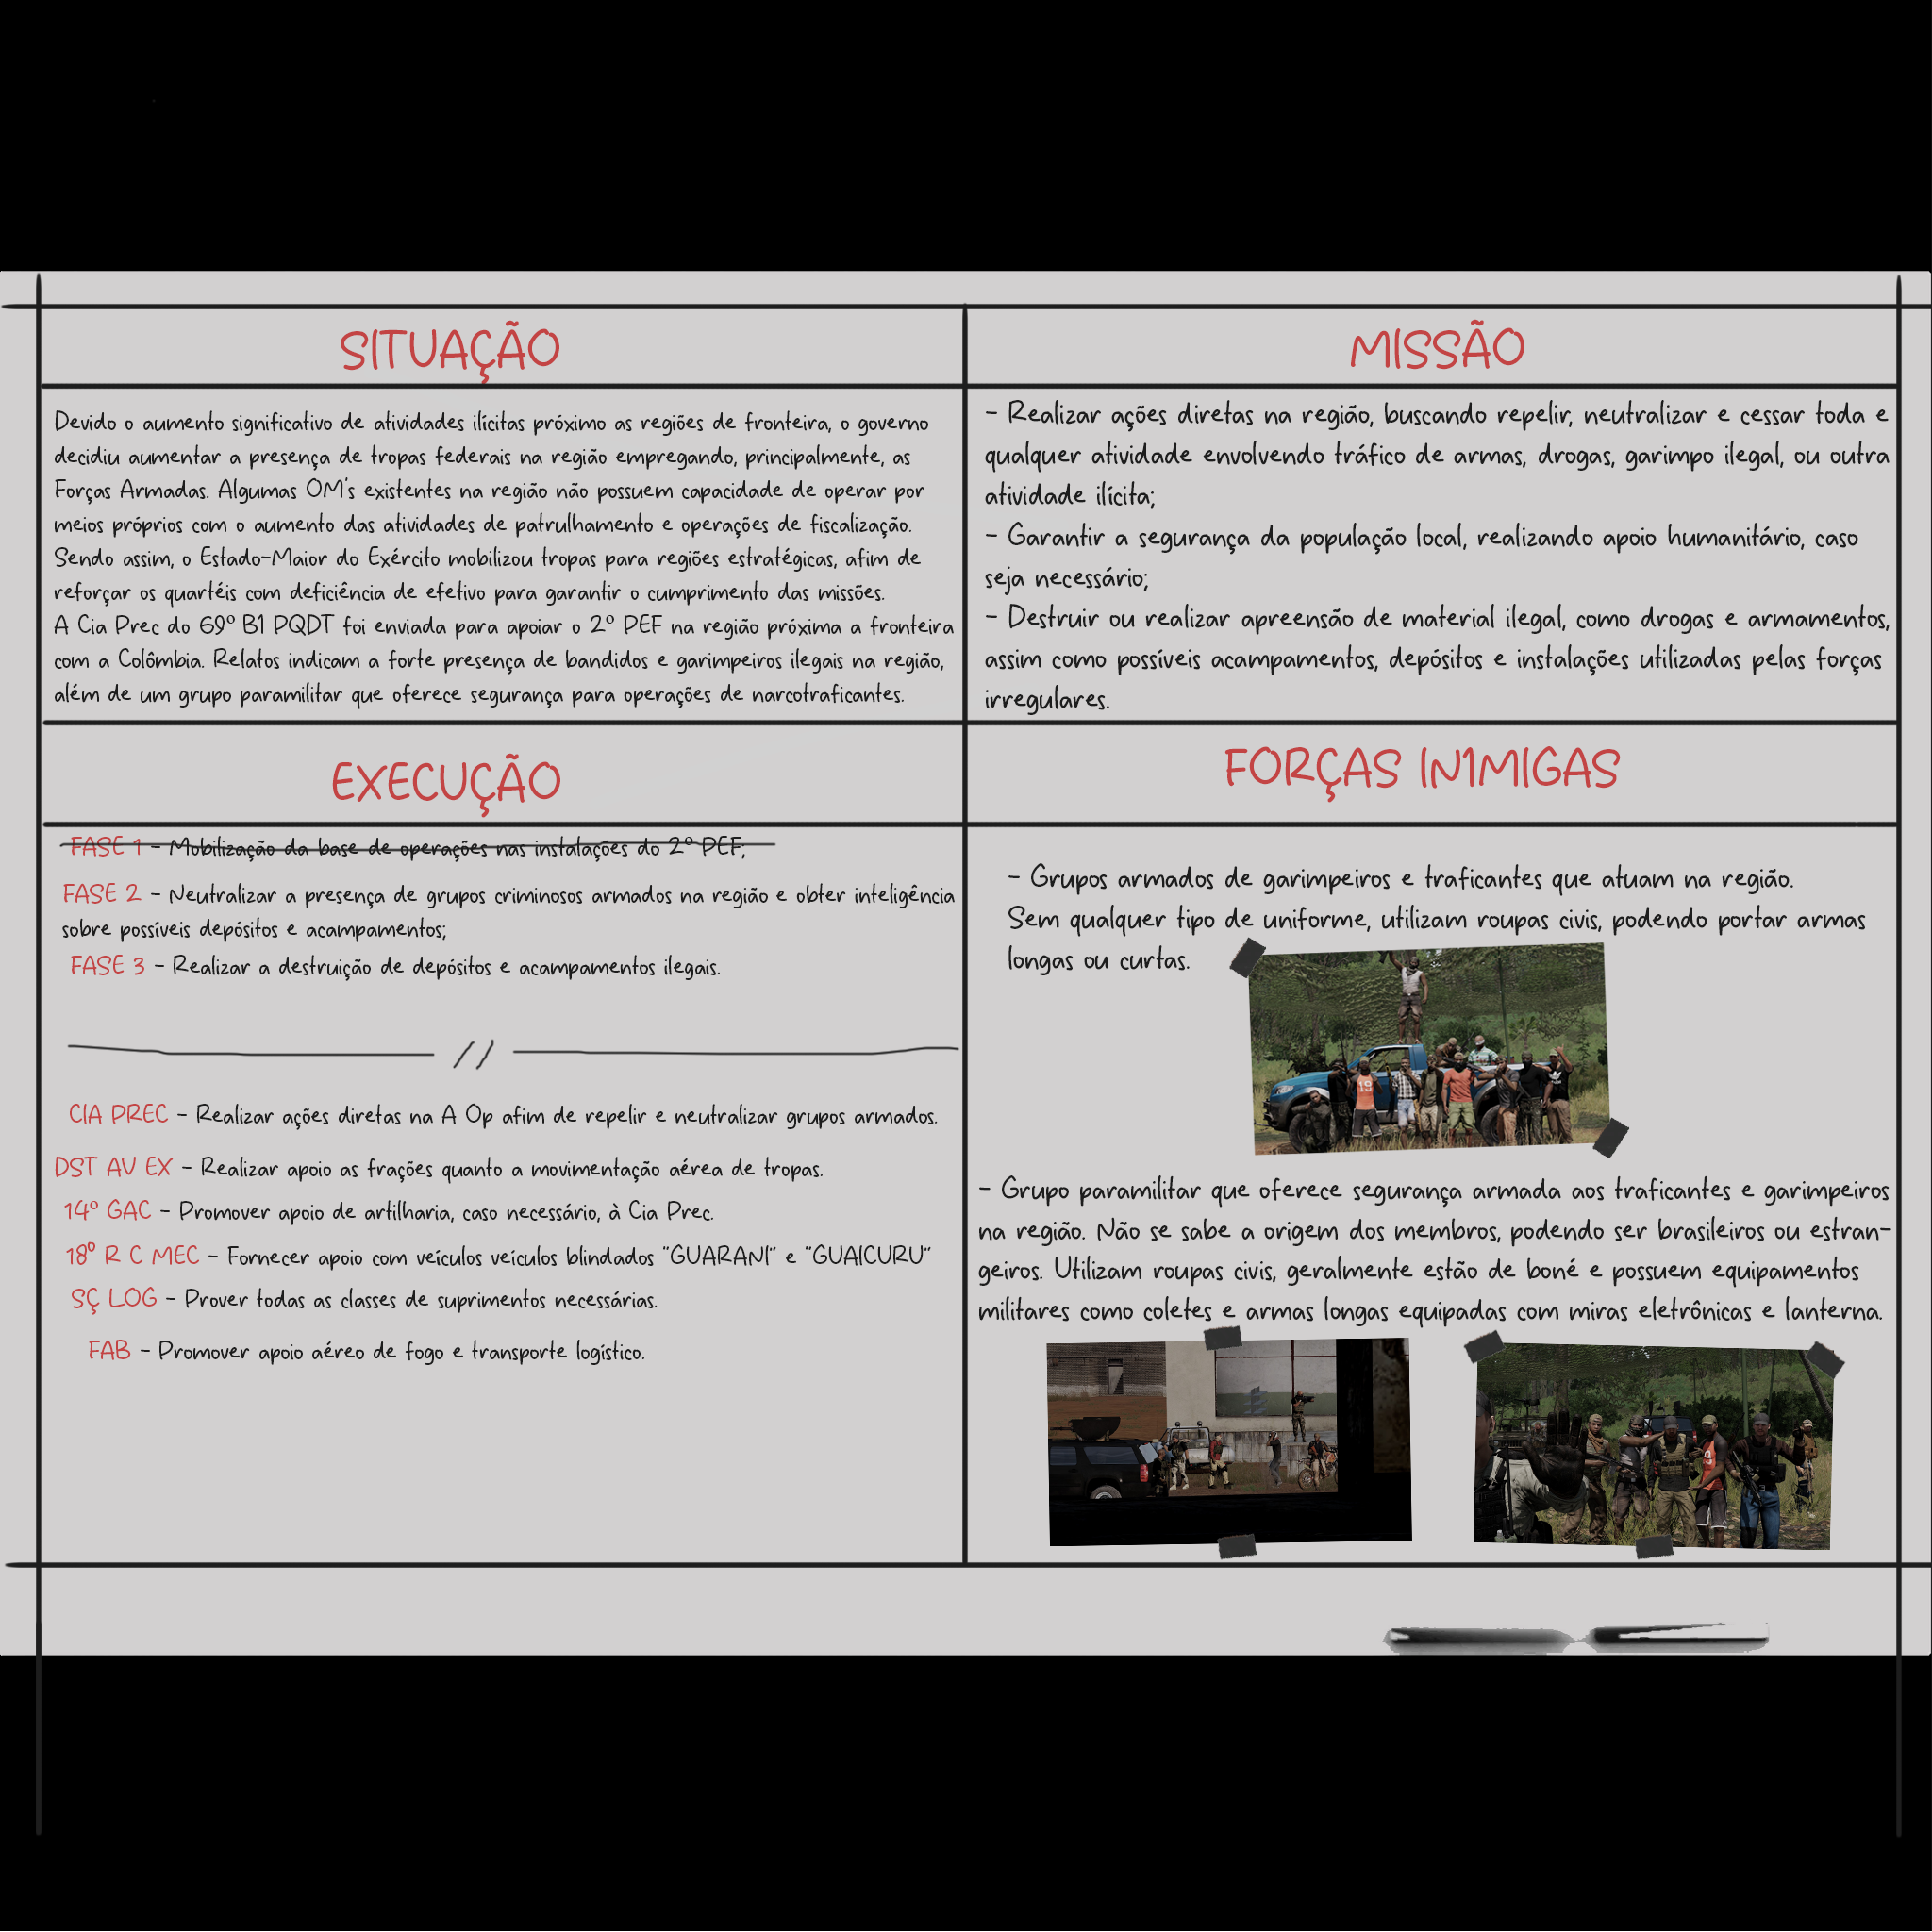 SITUAÇÃO
Devido o aumento significativo de atividades ilícitas próximo as regiões de fronteira, o governo
decidiu aumentar a presença de tropas federais na região empregando, principalmente, as
Forças Armadas. Algumas OM's existentes na região não possuem capacidade de operar por
meios próprios com o aumento das atividades de patrulhamento e operações de fiscalização.
Sendo assim, o Estado-Maior do Exército mobilizou tropas para regiões estratégicas, afim de
reforçar os quartéis com deficiência de efetivo para garantir o cumprimento das missões.
A Cia Prec do 69º B1 PQDT foi enviada para apoiar o 2º PEF na região próxima a fronteira
com a Colômbia. Relatos indicam a forte presença de bandidos e garimpeiros ilegais na região,
além de um grupo paramilitar que oferece segurança para operações de narcotraficantes.
MISSÃO
- Realizar ações diretas na região, buscando repelir, neutralizar e cessar toda e
qualquer atividade envolvendo tráfico de armas, drogas, garimpo ilegal, ou outra
atividade ilícita;
- Garantir a segurança da população local, realizando apoio humanitário, caso
seja necessário;
- Destruir ou realizar apreensão de material ilegal, como drogas e armamentos,
assim como possíveis acampamentos, depósitos e instalações utilizadas pelas forças
irregulares.
EXECUÇÃO
FASE 1 - Mobilização da base de operações nas instalações do 2º PEF;
FASE 2 - Neutralizar a presença de grupos criminosos armados na região e obter inteligência
sobre possíveis depósitos e acampamentos;
FASE 3 - Realizar a destruição de depósitos e acampamentos ilegais.
//
CIA PREC - Realizar ações diretas na A Op afim de repelir e neutralizar grupos armados.
DST AV EX - Realizar apoio as frações quanto a movimentação aérea de tropas.
14º GAC - Promover apoio de artilharia, caso necessário, à Cia Prec.
18º R C MEC - Fornecer apoio com veículos veículos blindados "GUARANI" e "GUAICURU"
SÇ LOG - Prover todas as classes de suprimentos necessárias.
FAB - Promover apoio aéreo de fogo e transporte logístico.
FORÇAS IN1MIGAS
- Grupos armados de garimpeiros e traficantes que atuam na região.
Sem qualquer tipo de uniforme, utilizam roupas civis, podendo portar armas
longas ou curtas.
19
- Grupo paramilitar que oferece segurança armada aos traficantes e garimpeiros
na região. Não se sabe a origem dos membros, podendo ser brasileiros ou estran-
geiros. Utilizam roupas civis, geralmente estão de boné e possuem equipamentos
militares como coletes e armas longas equipadas com miras eletrônicas e lanterna.